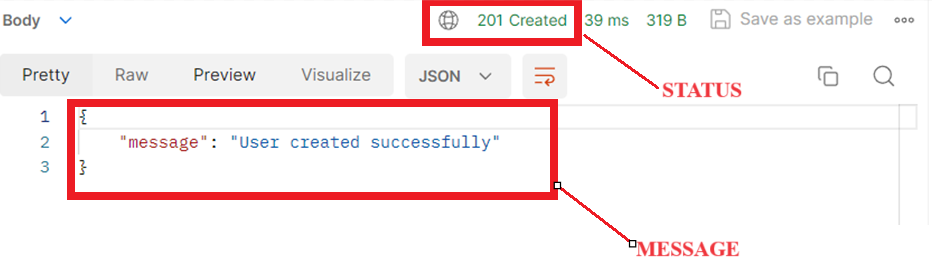 Body 201 Created 39 ms 319 B Save as example
Pretty Raw Preview Visualize JSON
STATUS
1 {
2 "message": "User created successfully"
3 }
MESSAGE